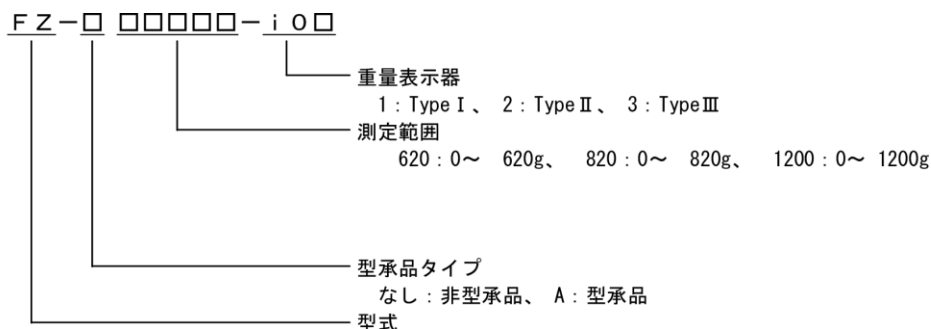 ＦＺ－□ □□□□□－ｉ０□
重量表示器
1：TypeⅠ、 2：TypeⅡ、 3：TypeⅢ
測定範囲
620：0～ 620g、 820：0～ 820g、 1200：0～ 1200g
型承品タイプ
なし：非型承品、 A：型承品
型式